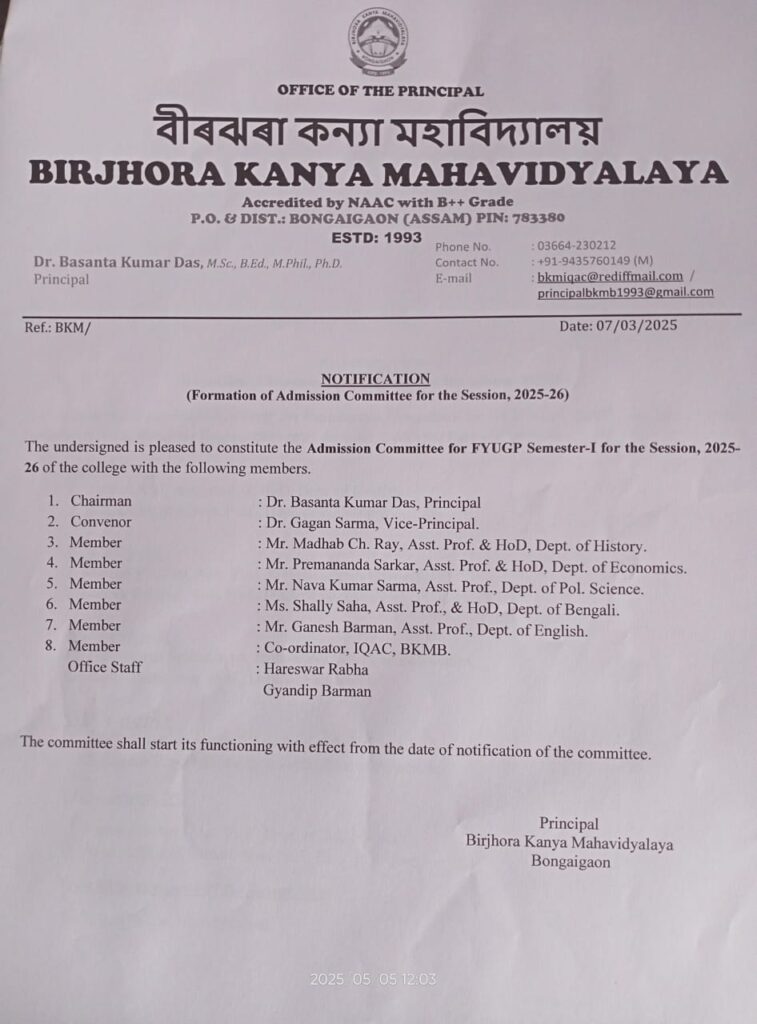 BIRJHORA KANYA MAHAVIDYALAYA
BONGAIGAON
OFFICE OF THE PRINCIPAL
বীৰঝৰা কন্যা মহাবিদ্যালয়
BIRJHORA KANYA MAHAVIDYALAYA
Accredited by NAAC with B++ Grade
P.O. & DIST.: BONGAIGAON (ASSAM) PIN: 783380
ESTD: 1993
Dr. Basanta Kumar Das, M.Sc., B.Ed., M.Phil., Ph.D.
Principal
Phone No. : 03664-230212
Contact No. : +91-9435760149 (M)
E-mail : bkmiqac@rediffmail.com /
principalbkmb1993@gmail.com
Ref.: BKM/ Date: 07/03/2025
NOTIFICATION
(Formation of Admission Committee for the Session, 2025-26)
The undersigned is pleased to constitute the Admission Committee for FYUGP Semester-I for the Session, 2025-
26 of the college with the following members.
1. Chairman : Dr. Basanta Kumar Das, Principal
2. Convenor : Dr. Gagan Sarma, Vice-Principal.
3. Member : Mr. Madhab Ch. Ray, Asst. Prof. & HoD, Dept. of History.
4. Member : Mr. Premananda Sarkar, Asst. Prof. & HoD, Dept. of Economics.
5. Member : Mr. Nava Kumar Sarma, Asst. Prof., Dept. of Pol. Science.
6. Member : Ms. Shally Saha, Asst. Prof., & HoD, Dept. of Bengali.
7. Member : Mr. Ganesh Barman, Asst. Prof., Dept. of English.
8. Member : Co-ordinator, IQAC, BKMB.
Office Staff : Hareswar Rabha
Gyandip Barman
The committee shall start its functioning with effect from the date of notification of the committee.
Principal
Birjhora Kanya Mahavidyalaya
Bongaigaon
2025 05 05 12:03